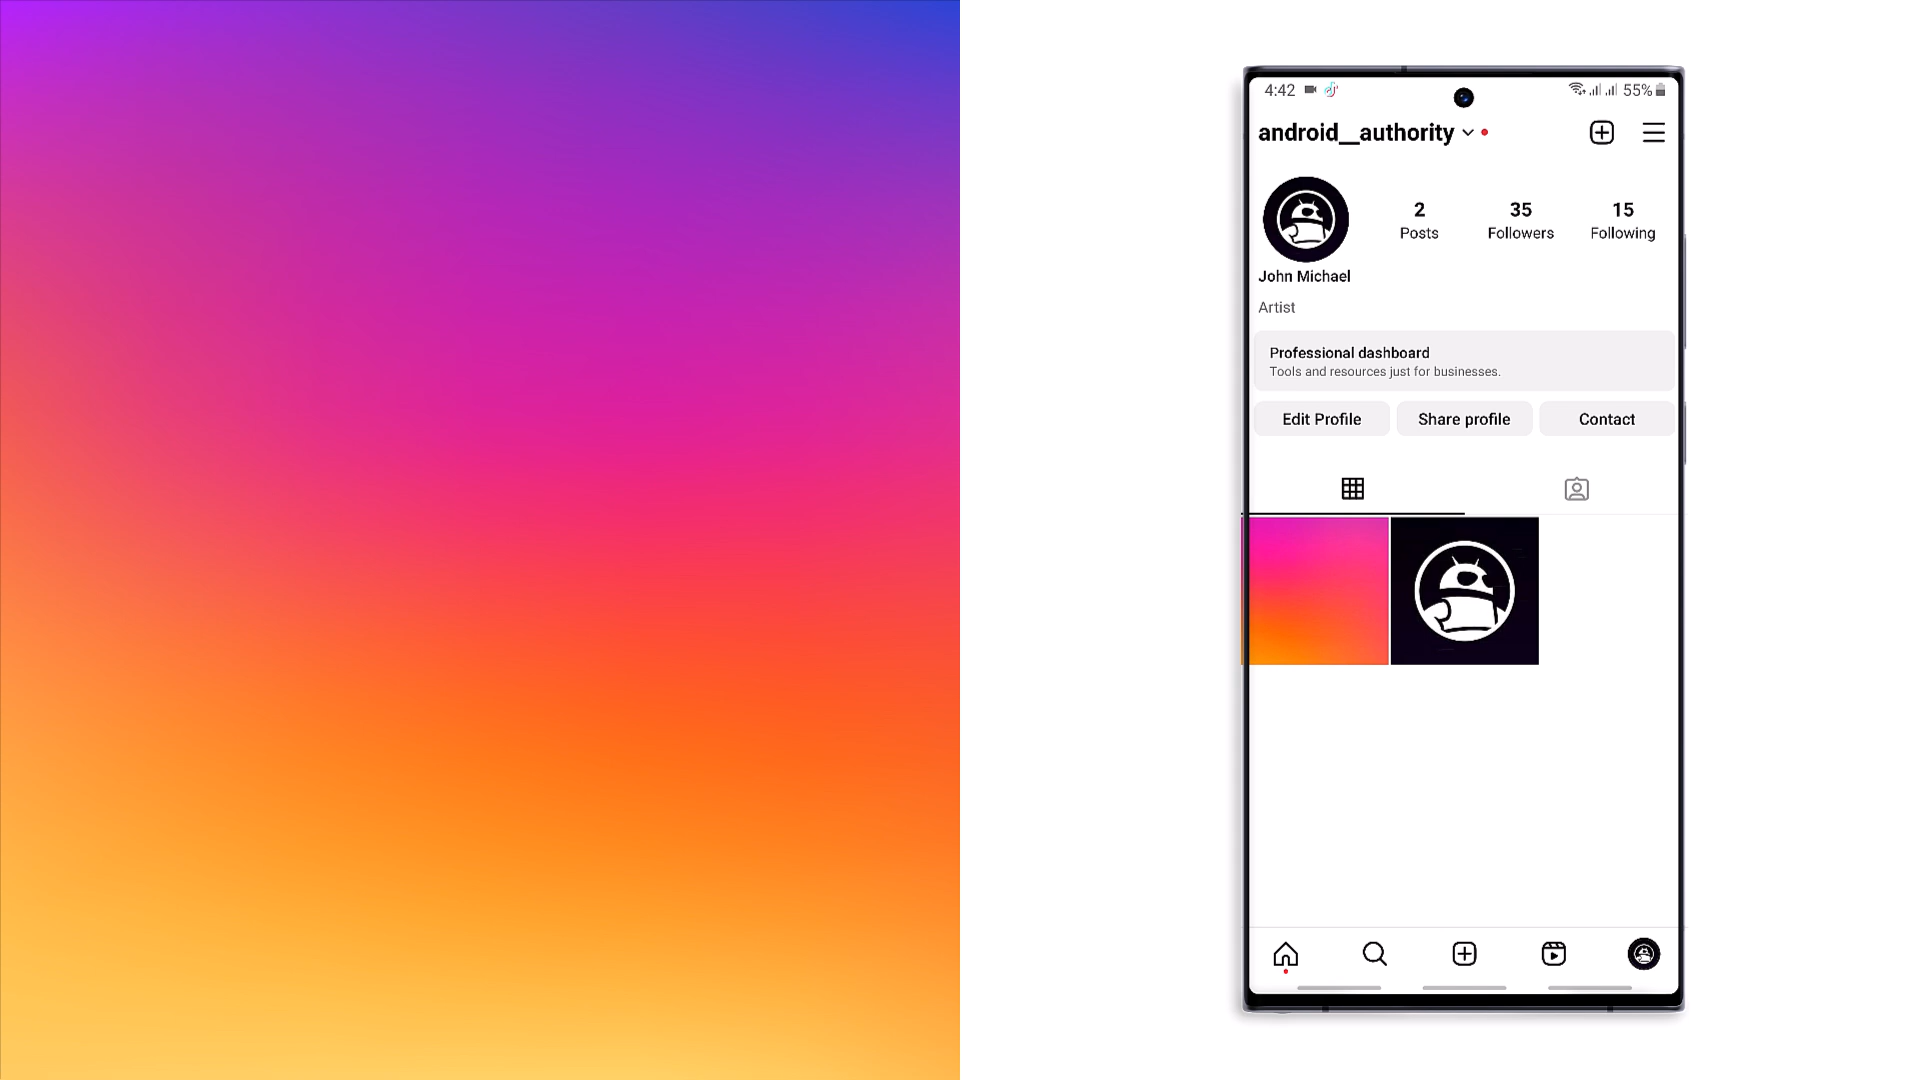 4:42 55%
android__authority
2 35 15
Posts Followers Following
John Michael
Artist
Professional dashboard
Tools and resources just for businesses.
Edit Profile Share profile Contact